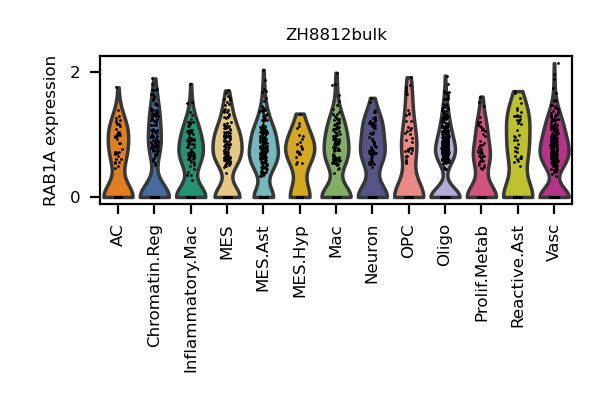 ZH8812bulk
RAB1A expression
2
0
AC
Chromatin.Reg
Inflammatory.Mac
MES
MES.Ast
MES.Hyp
Mac
Neuron
OPC
Oligo
Prolif.Metab
Reactive.Ast
Vasc